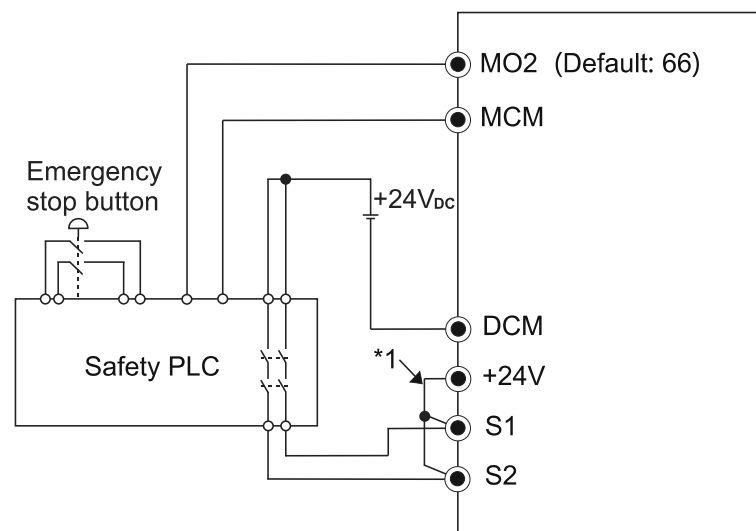 MO2 (Default: 66)
MCM
Emergency
stop button
+24VDC
DCM
*1
+24V
Safety PLC
S1
S2